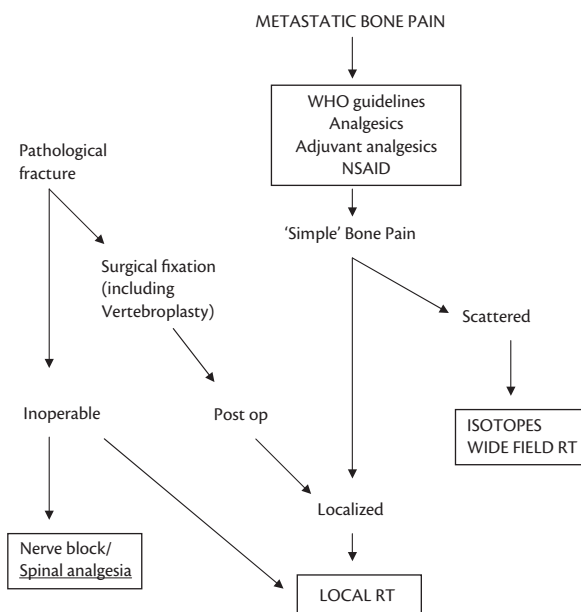 METASTATIC BONE PAIN
WHO guidelines
Analgesics
Adjuvant analgesics
NSAID
Pathological
fracture
‘Simple’ Bone Pain
Surgical fixation
(including
Vertebroplasty)
Scattered
Inoperable
Post op
ISOTOPES
WIDE FIELD RT
Localized
Nerve block/
Spinal analgesia
LOCAL RT